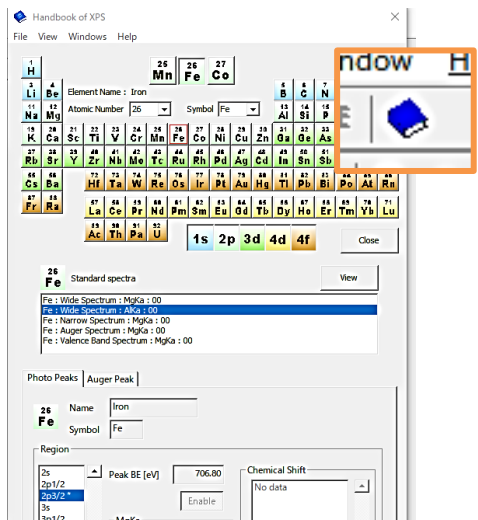 Handbook of XPS
File View Windows Help
ndow H
1 H
25 Mn 26 Fe 27 Co
3 Li 4 Be Element Name : Iron 5 B 6 C 7 N
11 Na 12 Mg Atomic Number 26 Symbol Fe 13 Al 14 Si 15 P
19 K 20 Ca 21 Sc 22 Ti 23 V 24 Cr 25 Mn 26 Fe 27 Co 28 Ni 29 Cu 30 Zn 31 Ga 32 Ge 33 As
37 Rb 38 Sr 39 Y 40 Zr 41 Nb 42 Mo 43 Tc 44 Ru 45 Rh 46 Pd 47 Ag 48 Cd 49 In 50 Sn 51 Sb
55 Cs 56 Ba 72 Hf 73 Ta 74 W 75 Re 76 Os 77 Ir 78 Pt 79 Au 80 Hg 81 Tl 82 Pb 83 Bi 84 Po 85 At 86 Rn
87 Fr 88 Ra 57 La 58 Ce 59 Pr 60 Nd 61 Pm 62 Sm 63 Eu 64 Gd 65 Tb 66 Dy 67 Ho 68 Er 69 Tm 70 Yb 71 Lu
89 Ac 90 Th 91 Pa 92 U 1s 2p 3d 4d 4f Close
26 Fe Standard spectra View
Fe : Wide Spectrum : MgKa : 00
Fe : Wide Spectrum : AlKa : 00
Fe : Narrow Spectrum : MgKa : 00
Fe : Auger Spectrum : MgKa : 00
Fe : Valence Band Spectrum : MgKa : 00
Photo Peaks Auger Peak
26 Fe Name Iron
Symbol Fe
Region
2s Peak BE [eV] 706.80 Chemical Shift
2p1/2 No data
2p3/2 *
3s Enable
3p1/2 MgKa